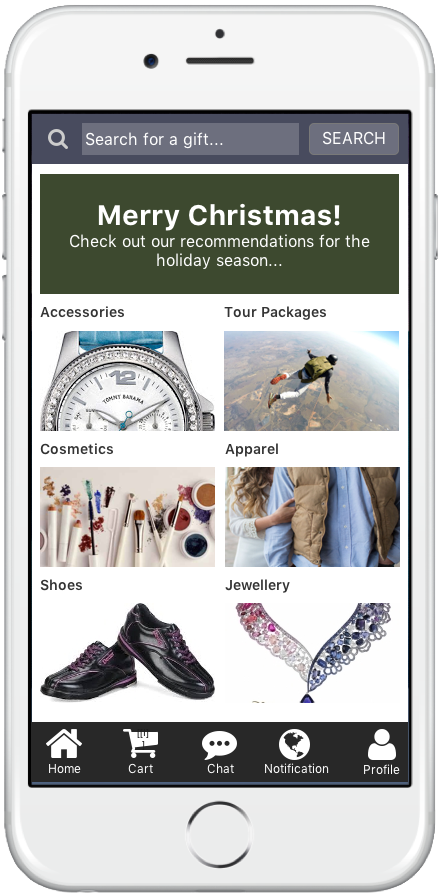 Search for a gift...
SEARCH
Merry Christmas!
Check out our recommendations for the
holiday season...
Accessories
Tour Packages
12
TOMMY BAHAMA
Cosmetics
Apparel
Shoes
Jewellery
Home
Cart
Chat
Notification
Profile